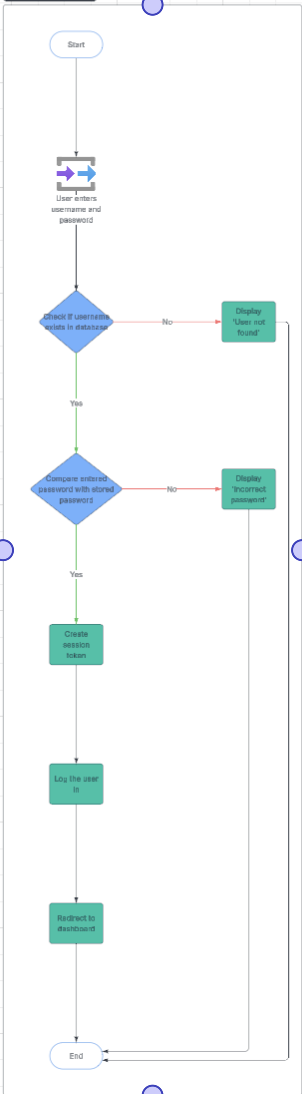 Start
User enters
username and
password
Check if username
exists in database
No
Display
'User not
found'
Yes
Compare entered
password with stored
password
No
Display
'Incorrect
password'
Yes
Create
session
token
Log the user
in
Redirect to
dashboard
End